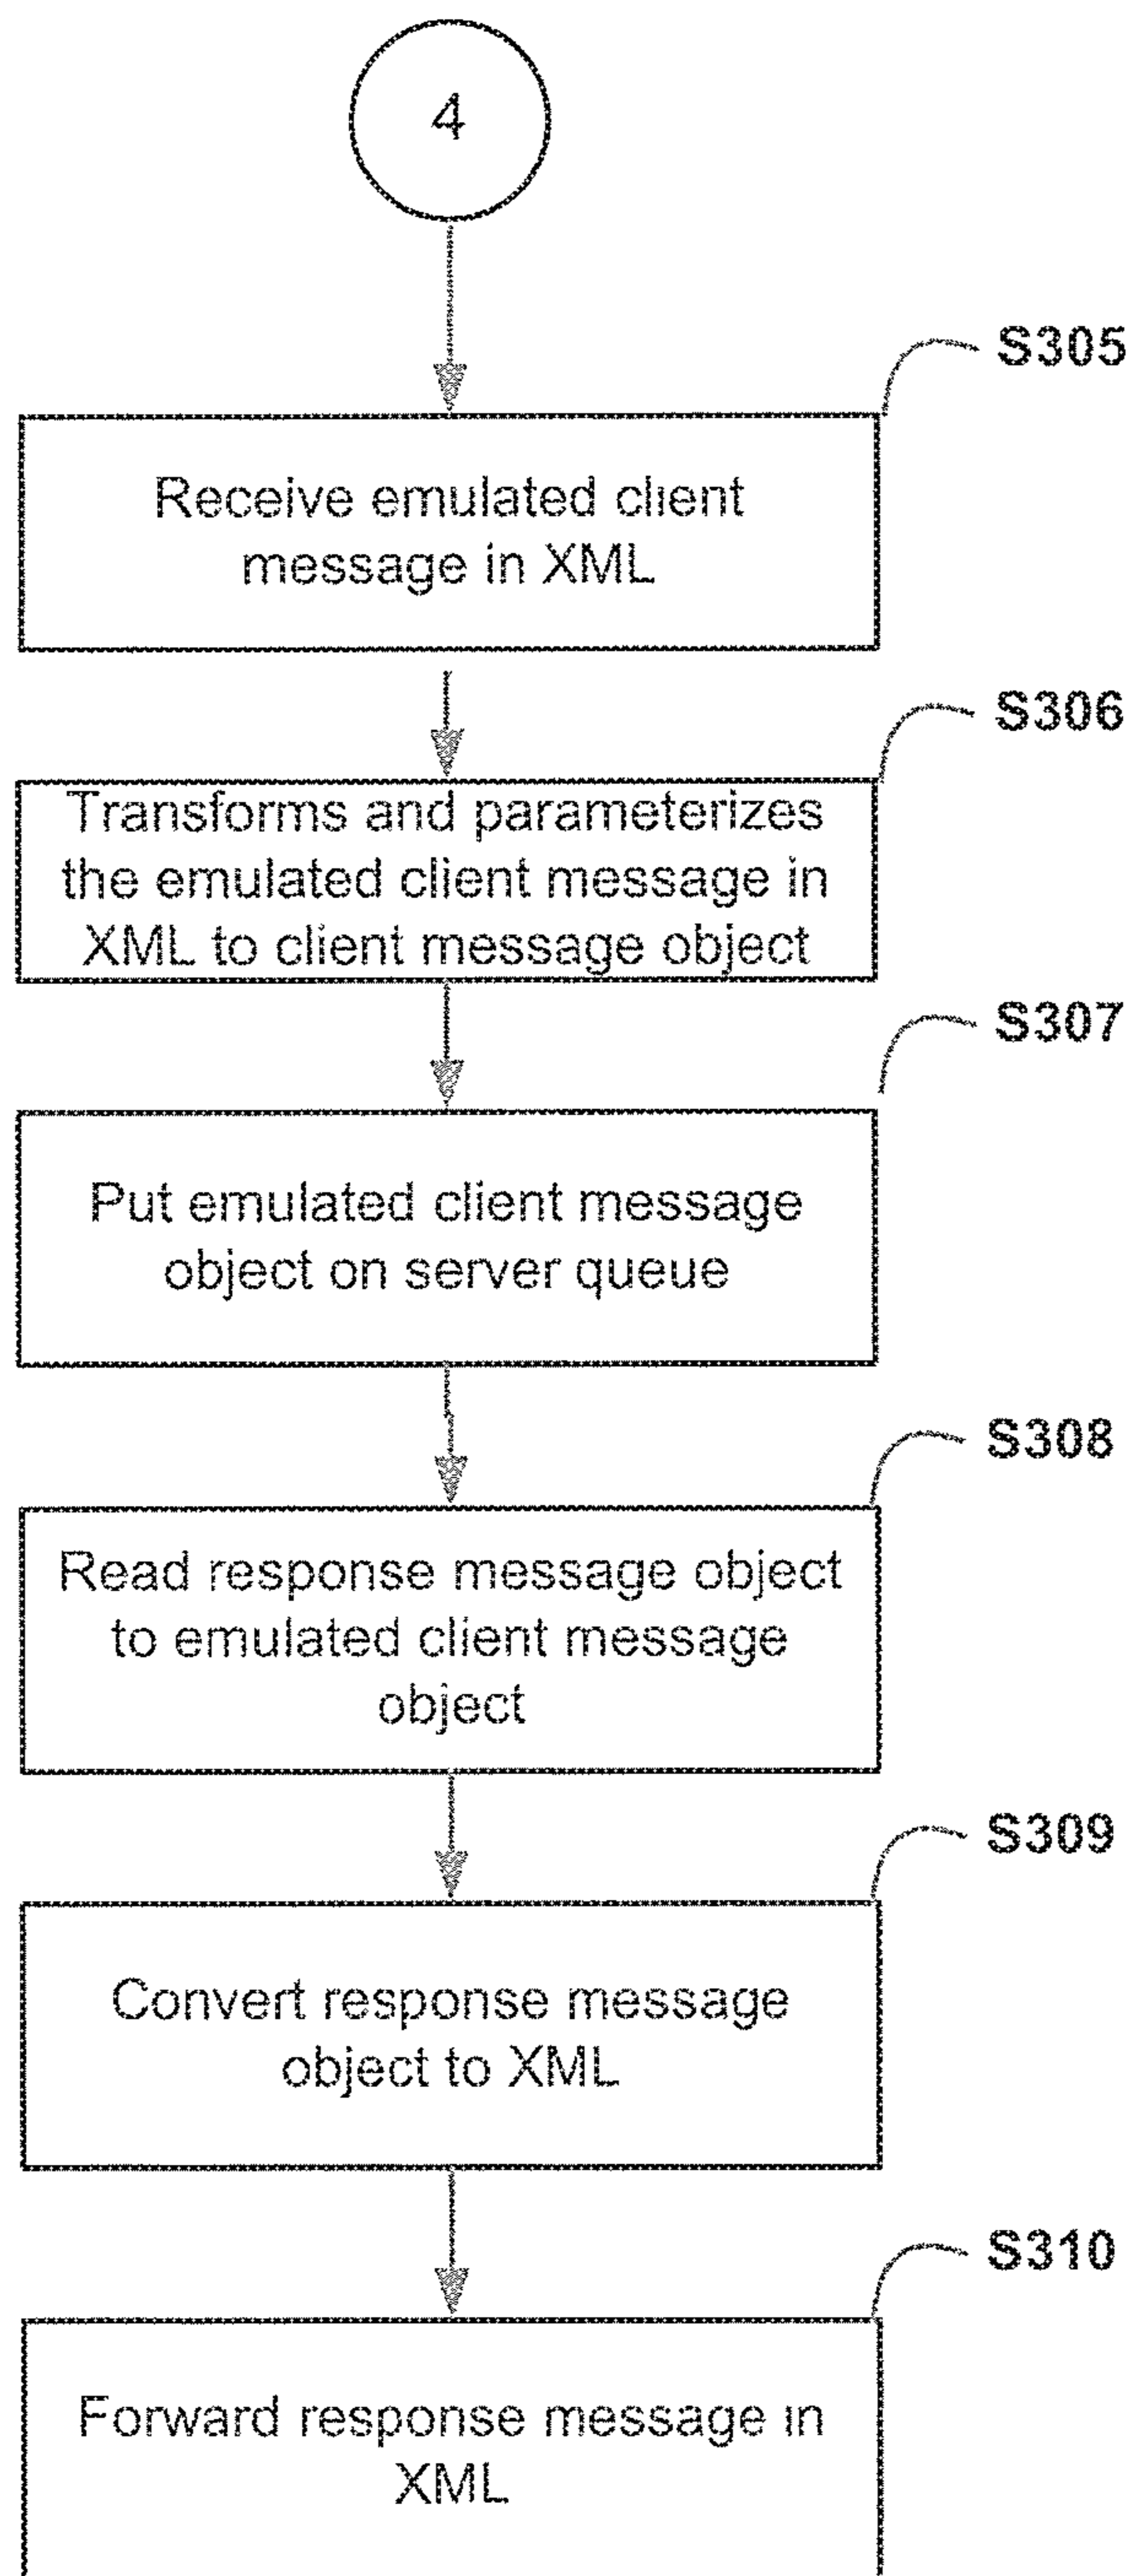 4
S305
Receive emulated client
message in XML
S306
Transforms and parameterizes
the emulated client message in
XML to client message object
S307
Put emulated client message
object on server queue
S308
Read response message object
to emulated client message
object
S309
Convert response message
object to XML
S310
Forward response message in
XML